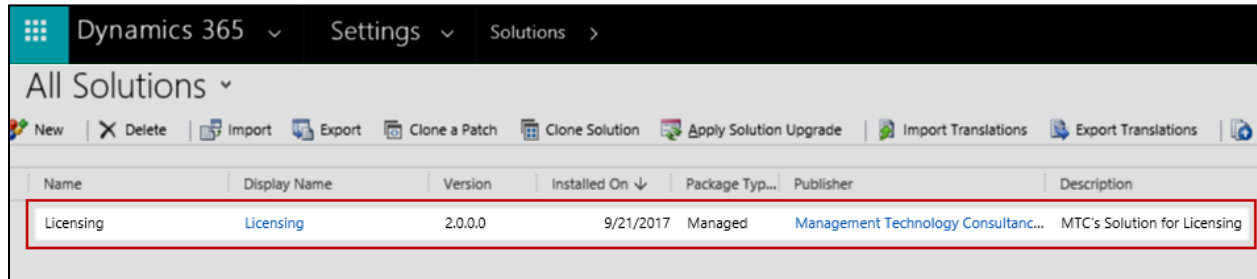 Dynamics 365 Settings Solutions >
All Solutions
New Delete Import Export Clone a Patch Clone Solution Apply Solution Upgrade Import Translations Export Translations
Name Display Name Version Installed On ↓ Package Typ... Publisher Description
Licensing Licensing 2.0.0.0 9/21/2017 Managed Management Technology Consultanc... MTC's Solution for Licensing